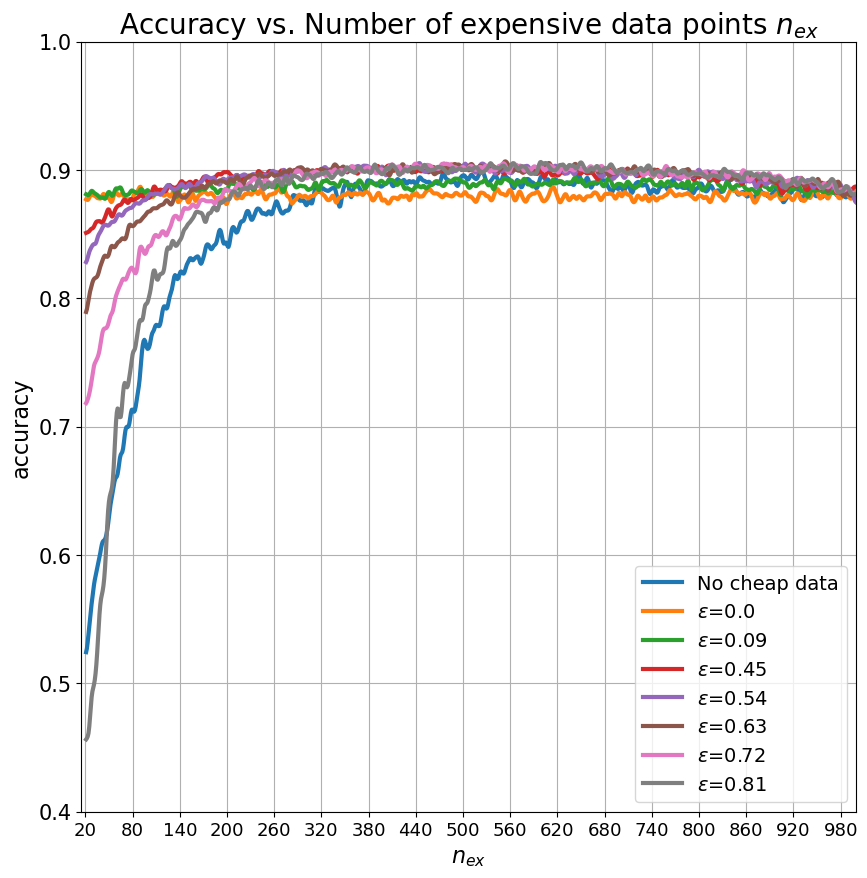 Accuracy vs. Number of expensive data points $n_{ex}$
1.0
0.9
0.8
0.7
0.6
0.5
0.4
accuracy
20 80 140 200 260 320 380 440 500 560 620 680 740 800 860 920 980
$n_{ex}$
No cheap data
ε=0.0
ε=0.09
ε=0.45
ε=0.54
ε=0.63
ε=0.72
ε=0.81